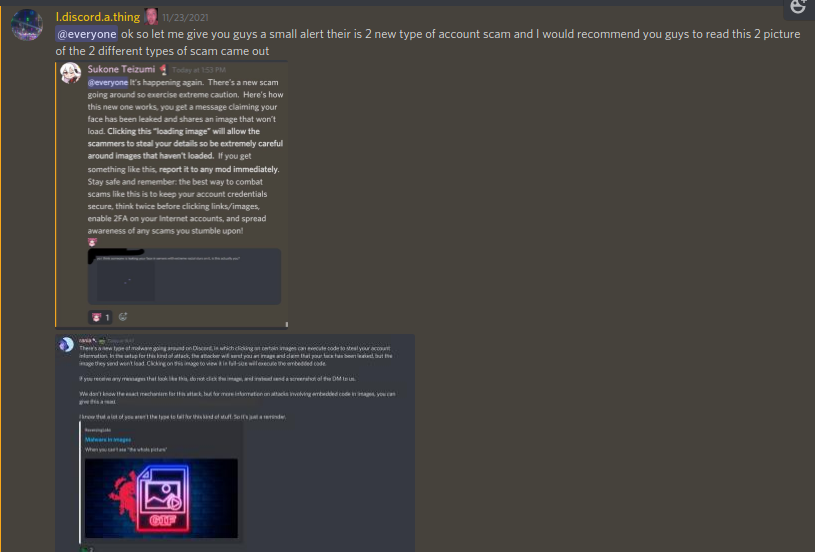 l.discord.a.thing 11/23/2021
@everyone ok so let me give you guys a small alert their is 2 new type of account scam and I would recommend you guys to read this 2 picture
of the 2 different types of scam came out
Sukone Teizumi Today at 1:53 PM
@everyone It's happening again. There's a new scam
going around so exercise extreme caution. Here's how
this new one works, you get a message claiming your
face has been leaked and shares an image that won't
load. Clicking this "loading image" will allow the
scammers to steal your details so be extremely careful
around images that haven't loaded. If you get
something like this, report it to any mod immediately.
Stay safe and remember: the best way to combat
scams like this is to keep your account credentials
secure, think twice before clicking links/images,
enable 2FA on your Internet accounts, and spread
awareness of any scams you stumble upon!
1
rania
There's a new type of malware going around on Discord, in which clicking on certain images can execute code to steal your account
information. In the setup for this kind of attack, the attacker will send you an image and claim that your face has been leaked, but the
image they send won't load. Clicking on this image to view it in full-size will execute the embedded code.
If you receive any messages that look like this, do not click the image, and instead send a screenshot of the DM to us.
We don't know the exact mechanism for this attack, but for more information on attacks involving embedded code in images, you can
give this a read.
I know that a lot of you aren't the type to fall for this kind of stuff. So it's just a reminder.
ReversingLabs
Malware in images
When you can't see "the whole picture"
GIF